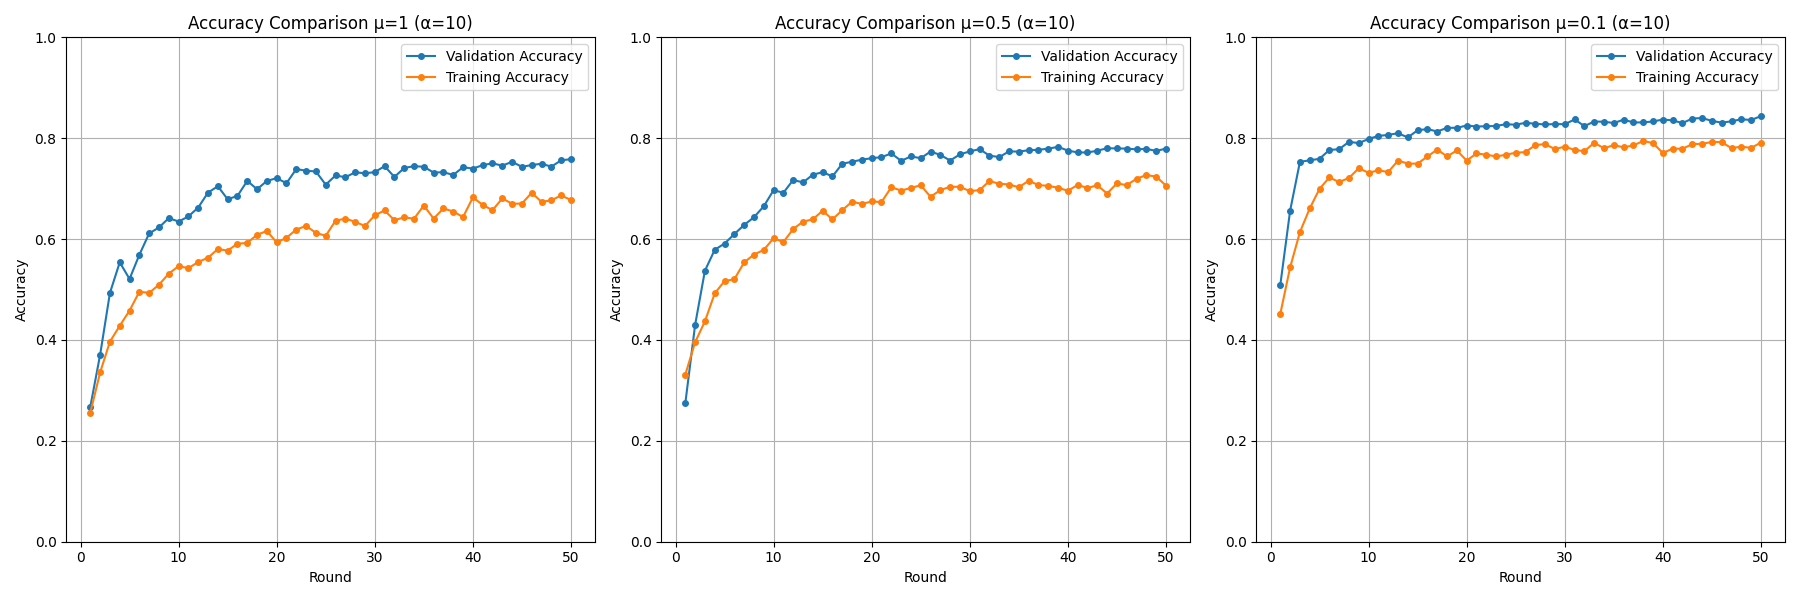 Accuracy Comparison μ=1 (α=10)
Validation Accuracy
Training Accuracy
1.0
0.8
0.6
0.4
0.2
0.0
Accuracy
0 10 20 30 40 50
Round
Accuracy Comparison μ=0.5 (α=10)
Validation Accuracy
Training Accuracy
1.0
0.8
0.6
0.4
0.2
0.0
Accuracy
0 10 20 30 40 50
Round
Accuracy Comparison μ=0.1 (α=10)
Validation Accuracy
Training Accuracy
1.0
0.8
0.6
0.4
0.2
0.0
Accuracy
0 10 20 30 40 50
Round